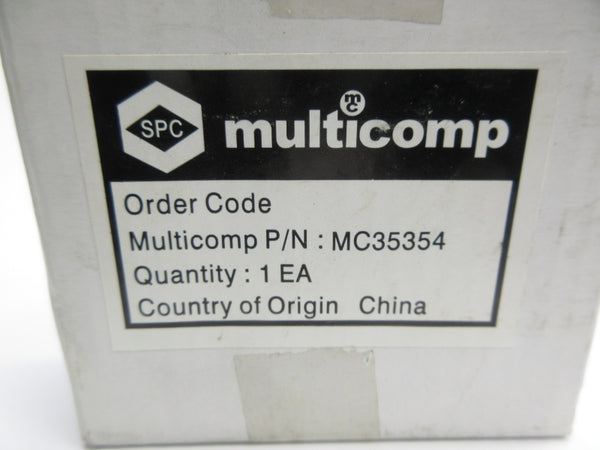 SPC multicomp
mc
Order Code
Multicomp P/N : MC35354
Quantity : 1 EA
Country of Origin China